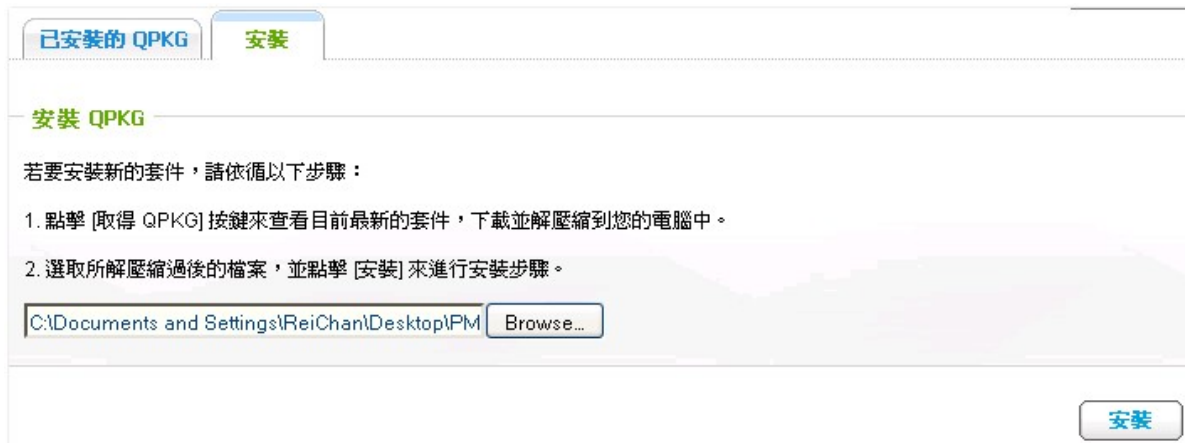 已安裝的 QPKG
安裝
安裝 QPKG
若要安裝新的套件，請依循以下步驟：
1. 點擊 [取得 QPKG] 按鍵來查看目前最新的套件，下載並解壓縮到您的電腦中。
2. 選取所解壓縮過後的檔案，並點擊 [安裝] 來進行安裝步驟。
C:\Documents and Settings\ReiChan\Desktop\PM
Browse...
安裝